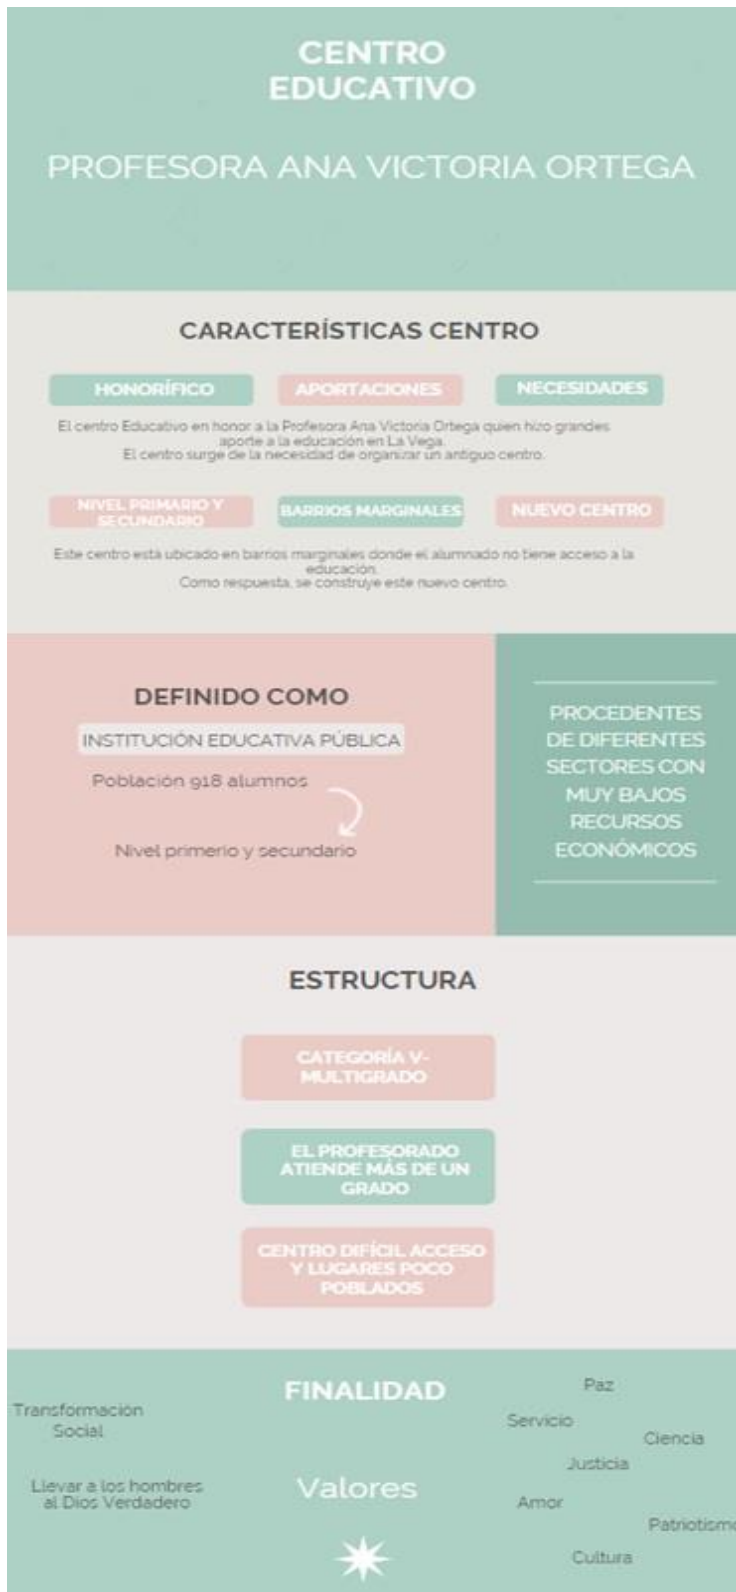 CENTRO
EDUCATIVO
PROFESORA ANA VICTORIA ORTEGA
CARACTERÍSTICAS CENTRO
HONORÍFICO
APORTACIONES
NECESIDADES
El centro Educativo en honor a la Profesora Ana Victoria Ortega quien hizo grandes
aporte a la educación en La Vega.
El centro surge de la necesidad de organizar un antiguo centro.
NIVEL PRIMARIO Y
SECUNDARIO
BARRIOS MARGINALES
NUEVO CENTRO
Este centro está ubicado en barrios marginales donde el alumnado no tiene acceso a la
educación.
Como respuesta, se construye este nuevo centro.
DEFINIDO COMO
INSTITUCIÓN EDUCATIVA PÚBLICA
Población 918 alumnos
Nivel primerio y secundario
PROCEDENTES
DE DIFERENTES
SECTORES CON
MUY BAJOS
RECURSOS
ECONÓMICOS
ESTRUCTURA
CATEGORÍA V-
MULTIGRADO
EL PROFESORADO
ATIENDE MÁS DE UN
GRADO
CENTRO DIFÍCIL ACCESO
Y LUGARES POCO
POBLADOS
FINALIDAD
Transformación
Social
Llevar a los hombres
al Dios Verdadero
Valores
Paz
Servicio
Ciencia
Justicia
Amor
Patriotismo
Cultura